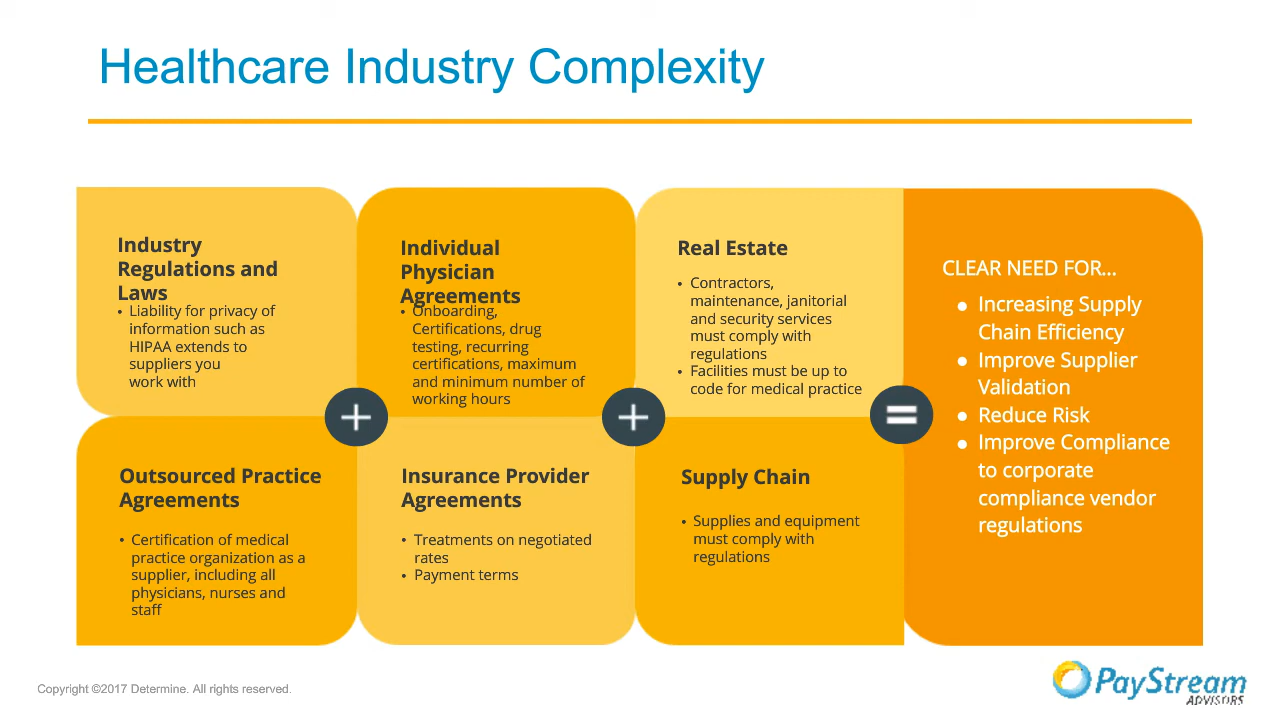 Healthcare Industry Complexity
Industry
Regulations and
Laws
• Liability for privacy of
information such as
HIPAA extends to
suppliers you
work with
Individual
Physician
Agreements
• Onboarding,
Certifications, drug
testing, recurring
certifications, maximum
and minimum number of
working hours
Real Estate
• Contractors,
maintenance, janitorial
and security services
must comply with
regulations
• Facilities must be up to
code for medical practice
+
+
=
Outsourced Practice
Agreements
• Certification of medical
practice organization as a
supplier, including all
physicians, nurses and
staff
Insurance Provider
Agreements
• Treatments on negotiated
rates
• Payment terms
Supply Chain
• Supplies and equipment
must comply with
regulations
CLEAR NEED FOR...
● Increasing Supply
Chain Efficiency
● Improve Supplier
Validation
● Reduce Risk
● Improve Compliance
to corporate
compliance vendor
regulations
Copyright ©2017 Determine. All rights reserved.
PayStream
ADVISORS